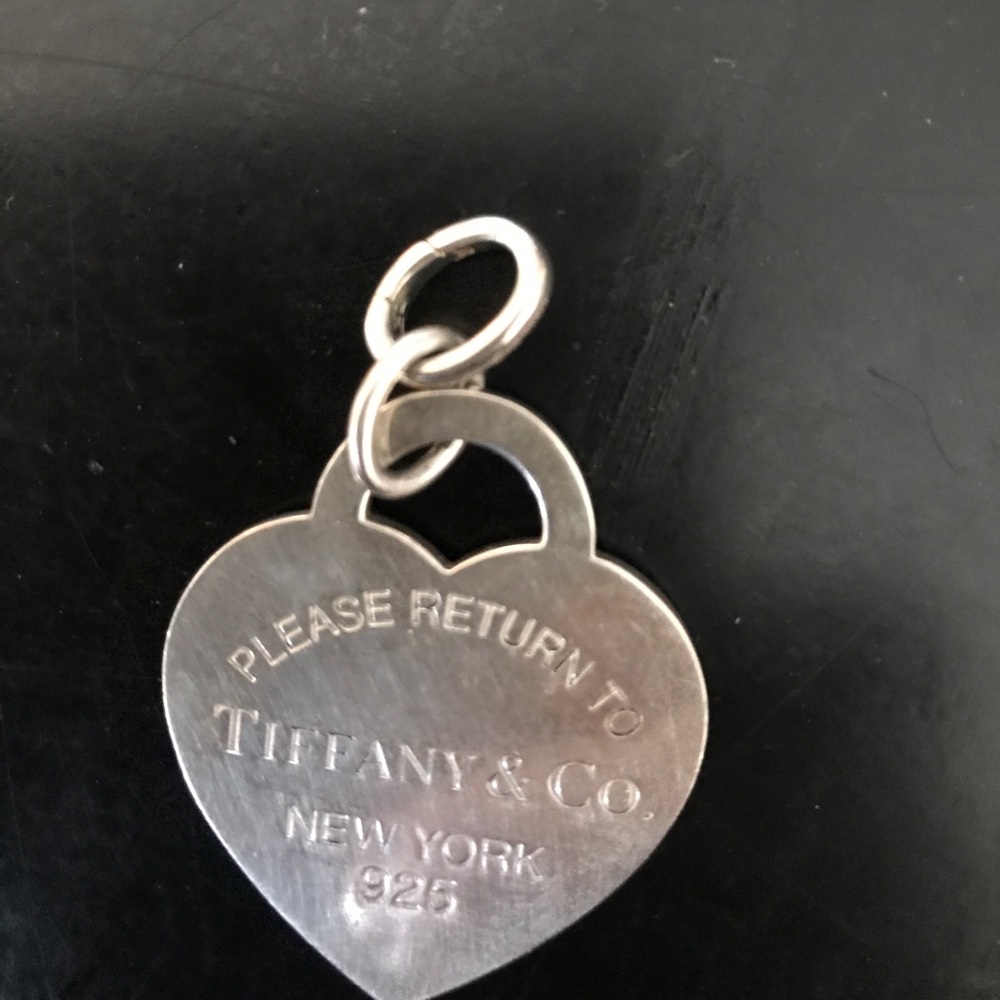 PLEASE RETURN TO
TIFFANY & CO.
NEW YORK
925